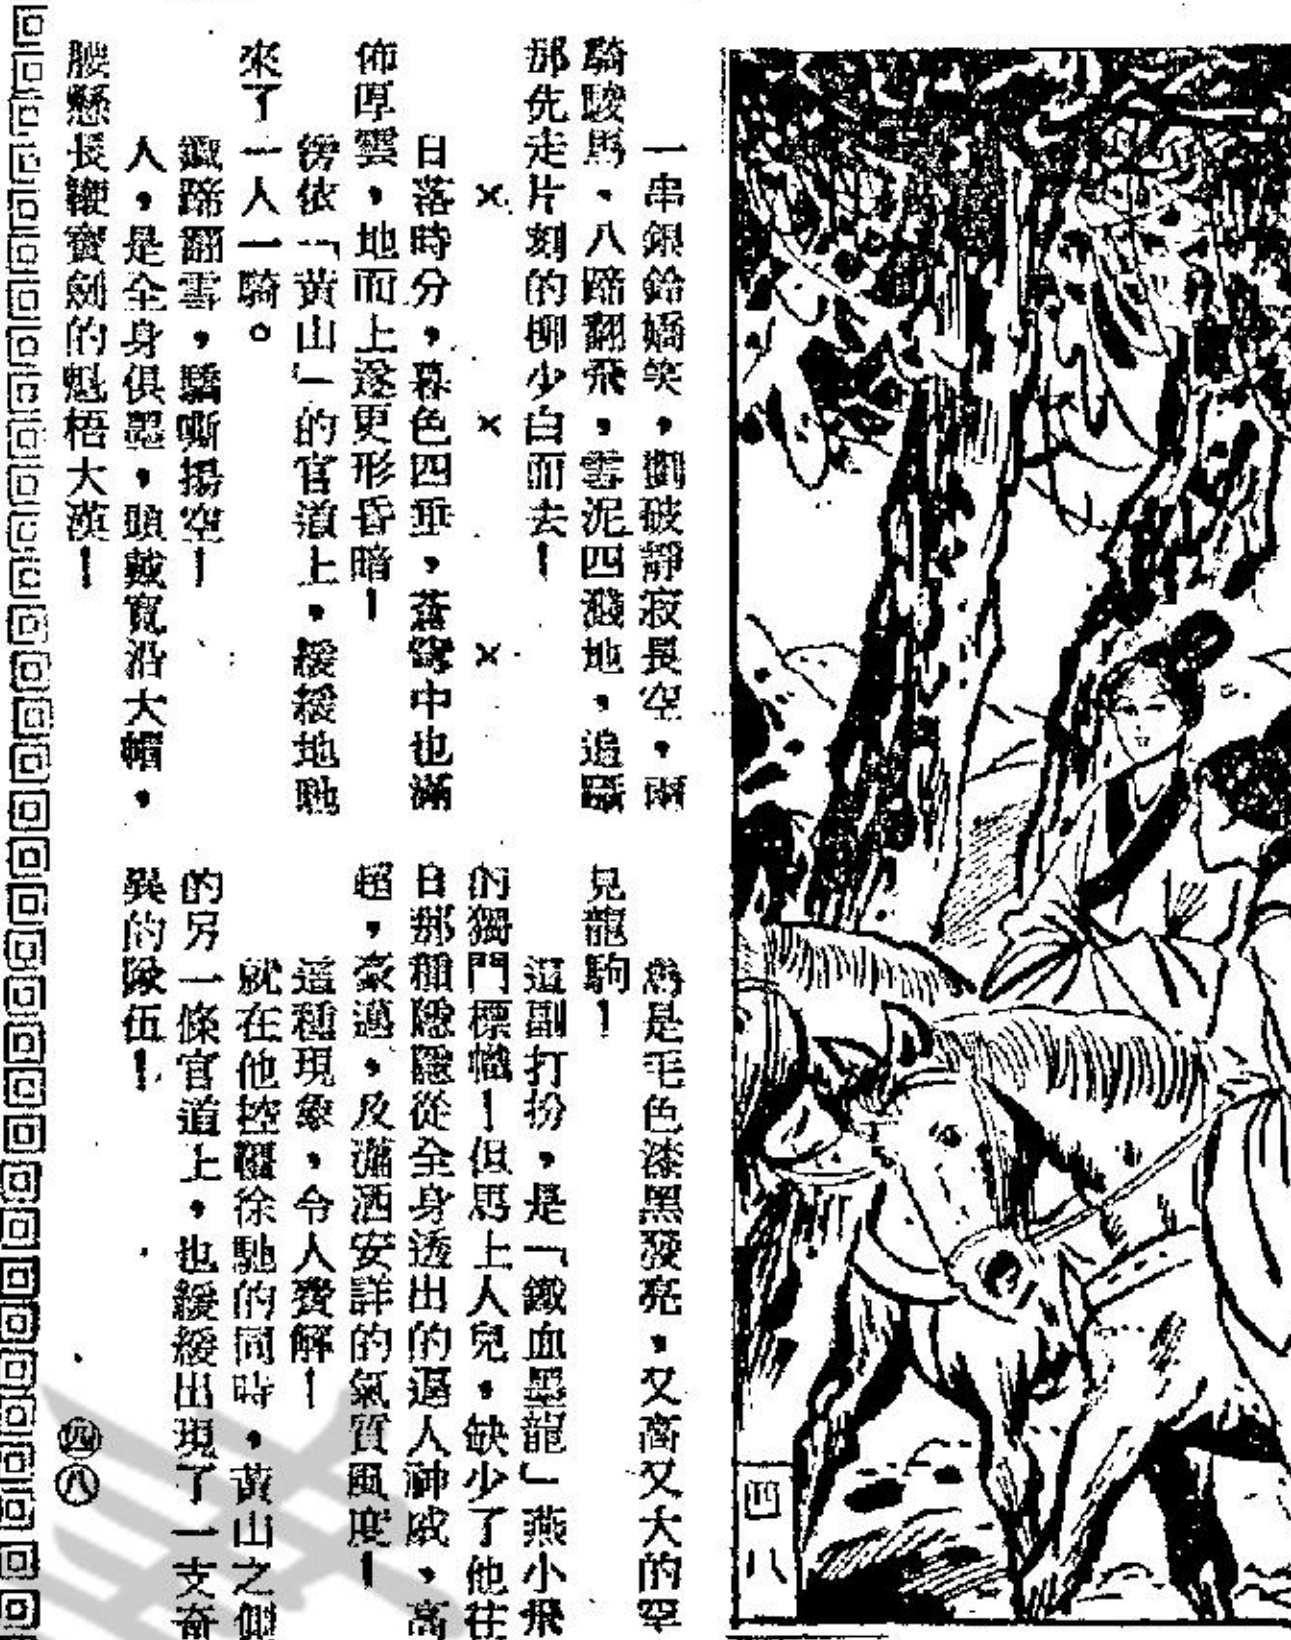 一串銀鈴嬌笑，劃破靜寂長空，兩
騎駿馬，八蹄翻飛，雪泥四濺地，追躡
那先走片刻的柳少白而去！
×　×　×
日落時分，暮色四垂，蒼穹中也滿
佈厚雲，地面上遂更形昏暗！
傍依「黃山」的官道上，緩緩地馳
來了一人一騎。
鐵蹄翻雪，驕嘶揚空！
人，是全身俱墨，頭戴寬沿大帽，
腰懸長鞭寶劍的魁梧大漢！
馬是毛色漆黑發亮，又高又大的罕
見龍駒！
這副打扮，是「鐵血墨龍」燕小飛
的獨門標幟！但馬上人兒，缺少了他往
日那種隱隱從全身透出的逼人神威，高
超，豪邁，及瀟洒安詳的氣質風度！
這種現象，令人費解！
就在他控韁徐馳的同時，黃山之側
的另一條官道上，也緩緩出現了一支奇
異的隊伍！
㊃㊇
四八